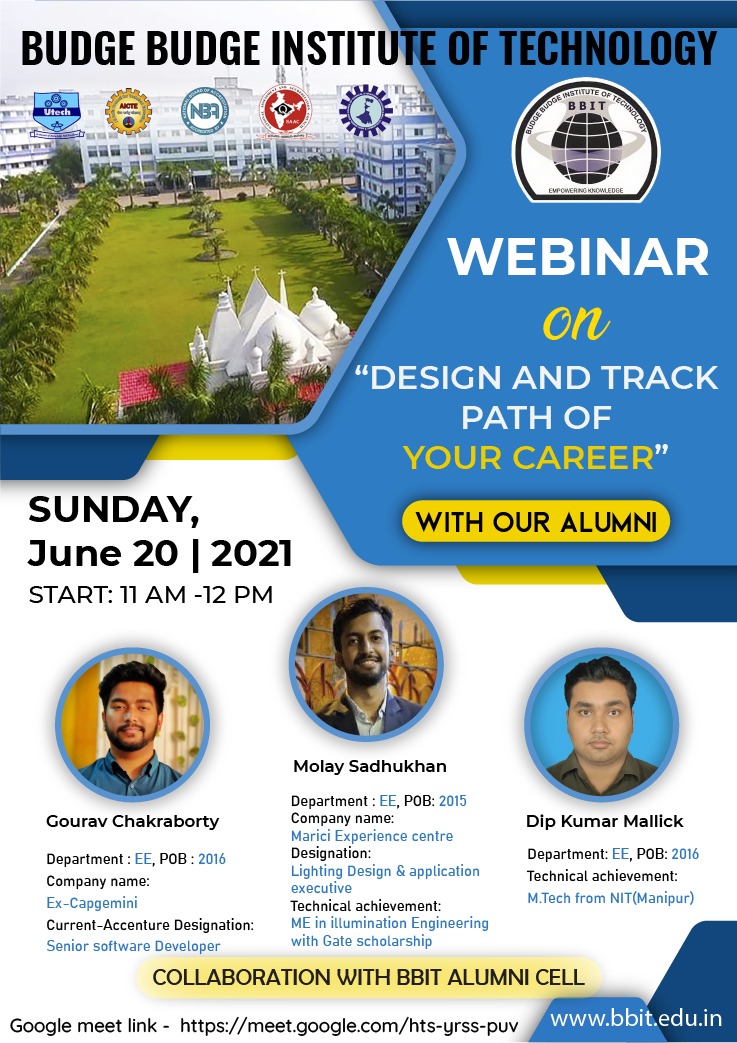 BUDGE BUDGE INSTITUTE OF TECHNOLOGY
Utech
AICTE
NBA
NAAC
BUDGE BUDGE INSTITUTE OF TECHNOLOGY
BBIT
EMPOWERING KNOWLEDGE
WEBINAR
on
“DESIGN AND TRACK
PATH OF
YOUR CAREER”
WITH OUR ALUMNI
SUNDAY,
June 20 | 2021
START: 11 AM -12 PM
Gourav Chakraborty
Department : EE, POB : 2016
Company name:
Ex-Capgemini
Current-Accenture Designation:
Senior software Developer
Molay Sadhukhan
Department : EE, POB: 2015
Company name:
Marici Experience centre
Designation:
Lighting Design & application
executive
Technical achievement:
ME in illumination Engineering
with Gate scholarship
Dip Kumar Mallick
Department: EE, POB: 2016
Technical achievement:
M.Tech from NIT(Manipur)
COLLABORATION WITH BBIT ALUMNI CELL
Google meet link - https://meet.google.com/hts-yrss-puv
www.bbit.edu.in